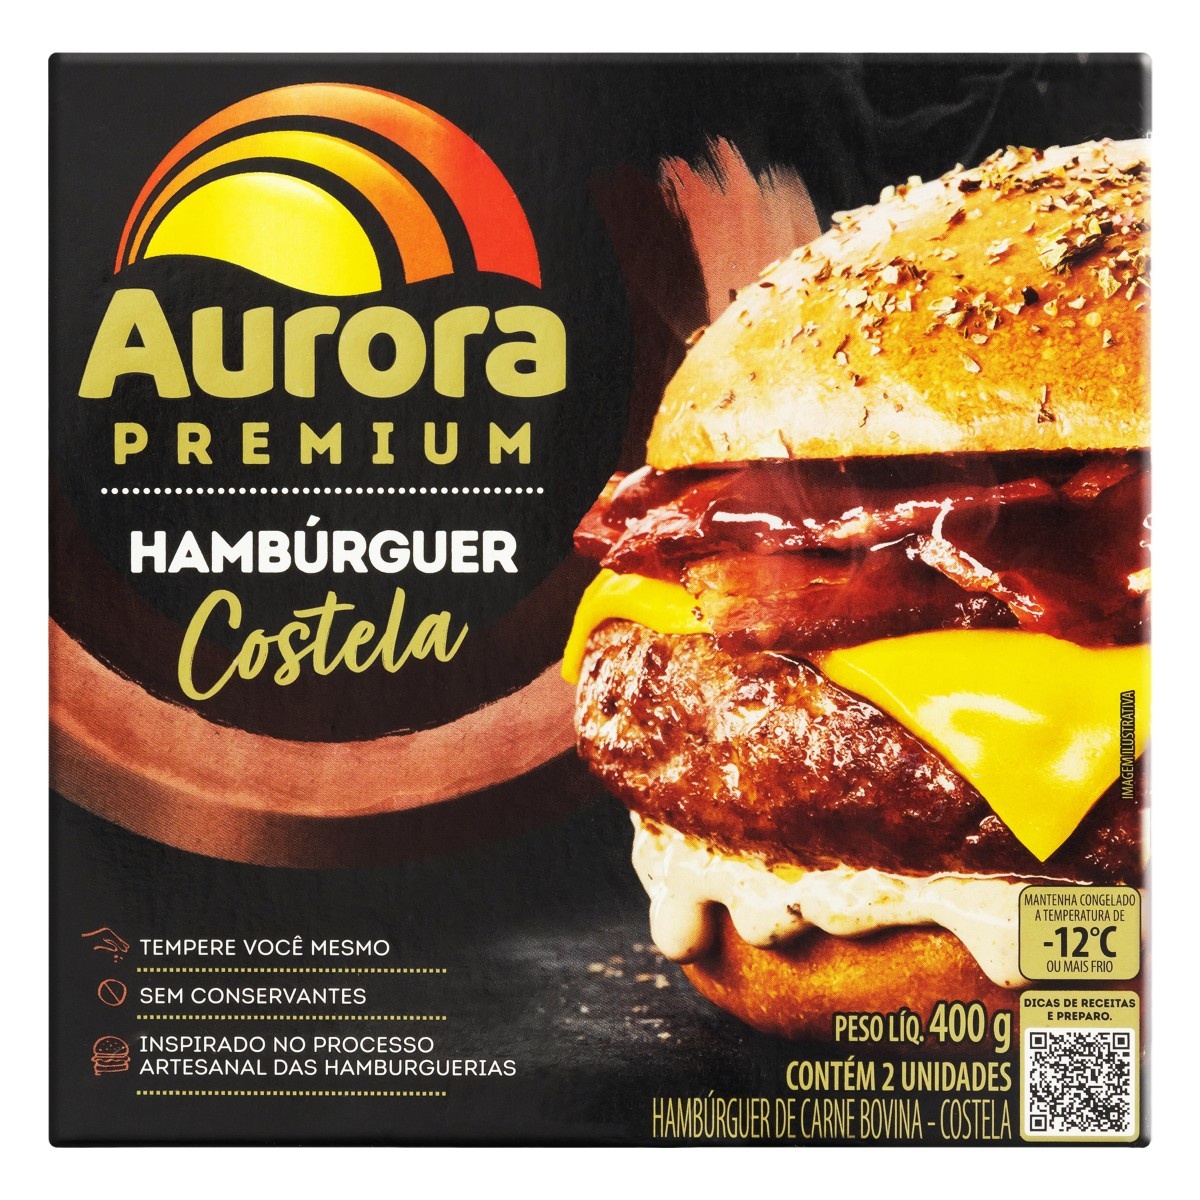 Aurora
PREMIUM
HAMBÚRGUER
Costela
TEMPERE VOCÊ MESMO
SEM CONSERVANTES
INSPIRADO NO PROCESSO
ARTESANAL DAS HAMBURGUERIAS
IMAGEM ILUSTRATIVA
MANTENHA CONGELADO
A TEMPERATURA DE
-12°C
OU MAIS FRIO
DICAS DE RECEITAS
E PREPARO.
PESO LÍQ. 400 g
CONTÉM 2 UNIDADES
HAMBÚRGUER DE CARNE BOVINA - COSTELA